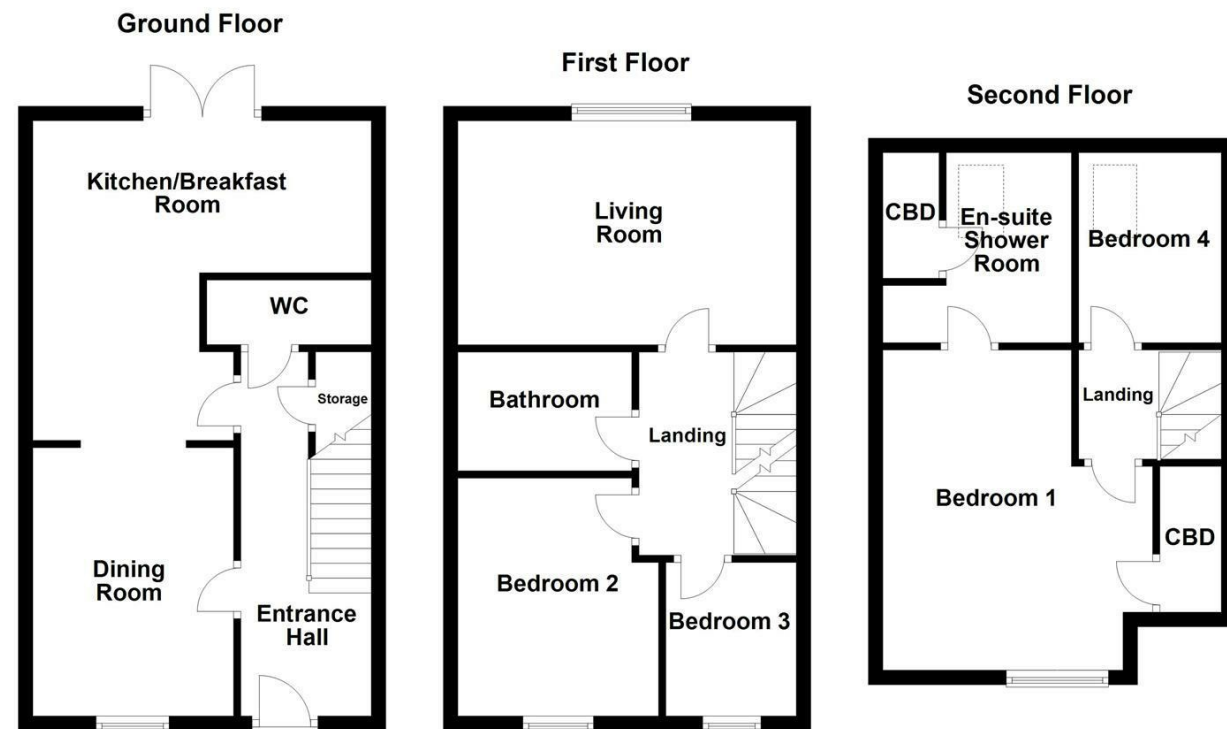 Ground Floor
Kitchen/Breakfast
Room
WC
Storage
Dining
Room
Entrance
Hall
First Floor
Living
Room
Bathroom
Landing
Bedroom 2
Bedroom 3
Second Floor
CBD
En-suite
Shower
Room
Bedroom 4
Landing
Bedroom 1
CBD